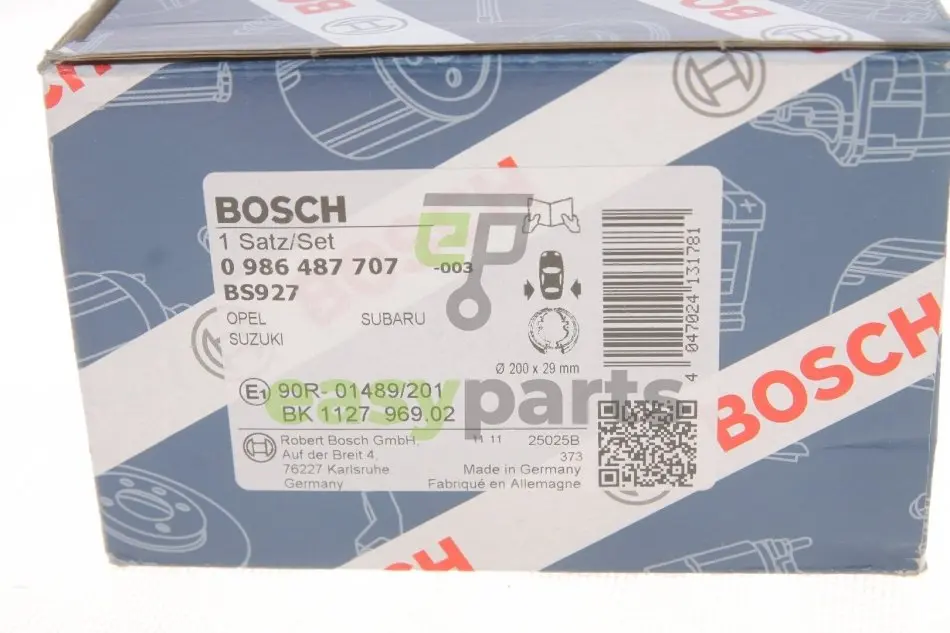 BOSCH
1 Satz/Set
0 986 487 707 -003
BS927
OPEL SUBARU
SUZUKI
Ø 200 x 29 mm
E1 90R- 01489/201
BK 1127 969.02
Robert Bosch GmbH. 11 11 25025B
Auf der Breit 4, 373
76227 Karlsruhe Made in Germany
Germany Fabriqué en Allemagne
4 047024 131781
BOSCH
easyparts
ep